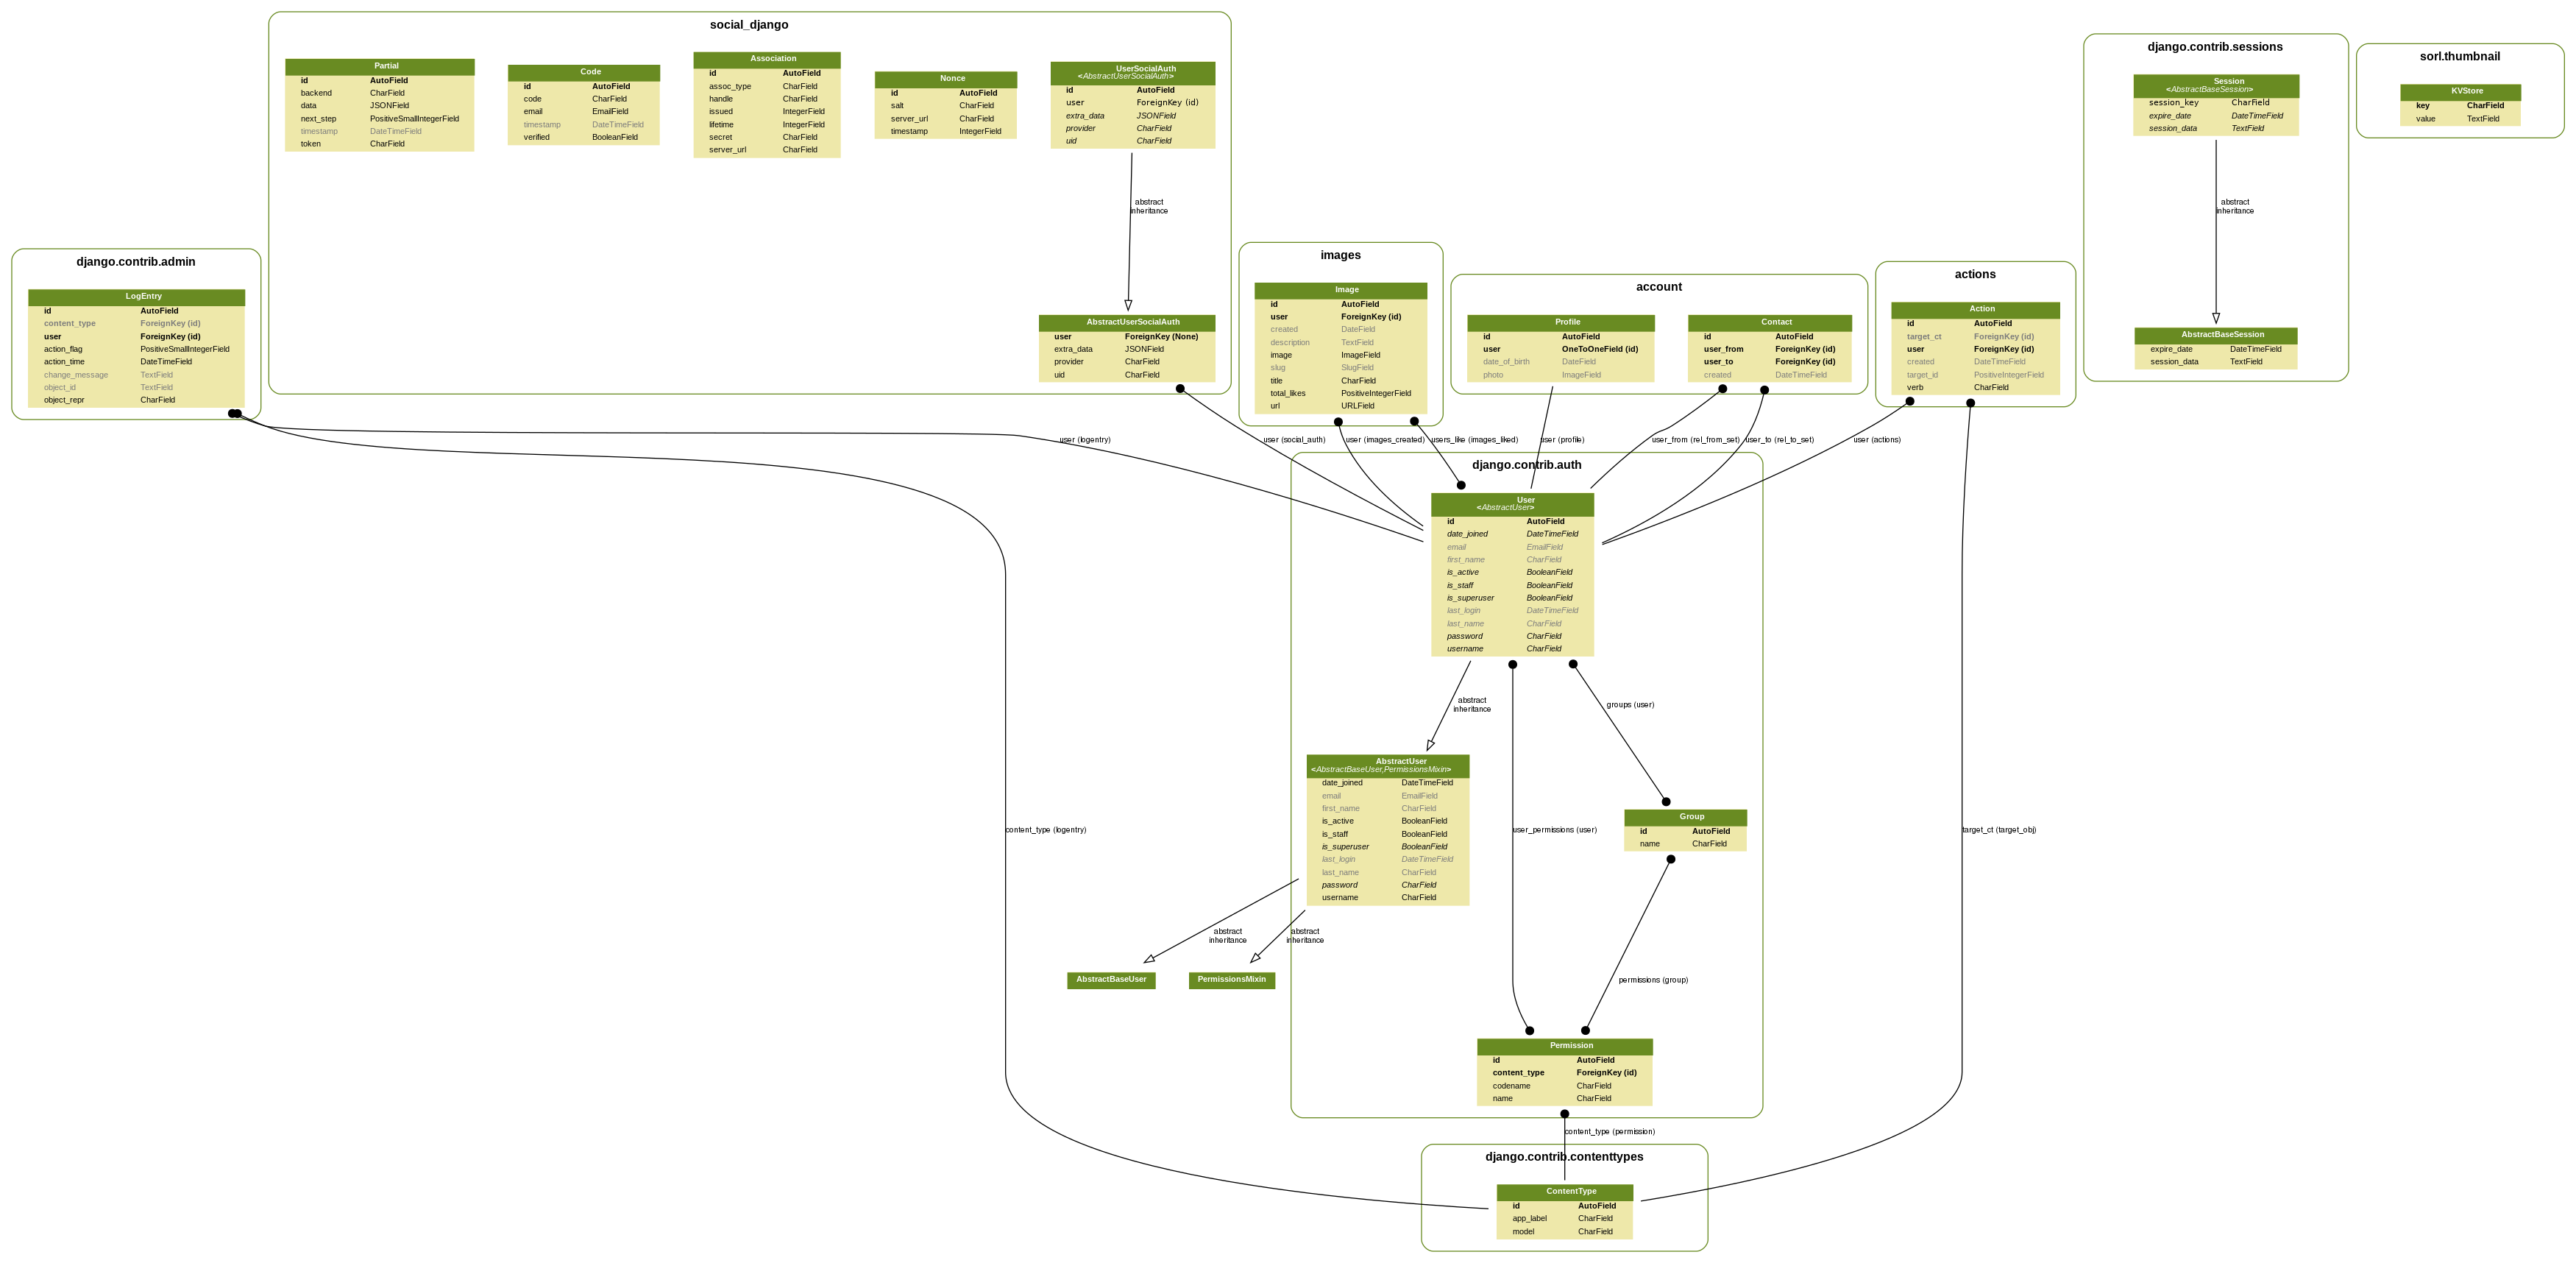 social_django
Partial
id AutoField
backend CharField
data JSONField
next_step PositiveSmallIntegerField
timestamp DateTimeField
token CharField
Code
id AutoField
code CharField
email EmailField
timestamp DateTimeField
verified BooleanField
Association
id AutoField
assoc_type CharField
handle CharField
issued IntegerField
lifetime IntegerField
secret CharField
server_url CharField
Nonce
id AutoField
salt CharField
server_url CharField
timestamp IntegerField
UserSocialAuth
<AbstractUserSocialAuth>
id AutoField
user ForeignKey (id)
extra_data JSONField
provider CharField
uid CharField
abstract
inheritance
AbstractUserSocialAuth
user ForeignKey (None)
extra_data JSONField
provider CharField
uid CharField
django.contrib.sessions
Session
<AbstractBaseSession>
session_key CharField
expire_date DateTimeField
session_data TextField
abstract
inheritance
AbstractBaseSession
expire_date DateTimeField
session_data TextField
sorl.thumbnail
KVStore
key CharField
value TextField
django.contrib.admin
LogEntry
id AutoField
content_type ForeignKey (id)
user ForeignKey (id)
action_flag PositiveSmallIntegerField
action_time DateTimeField
change_message TextField
object_id TextField
object_repr CharField
images
Image
id AutoField
user ForeignKey (id)
created DateField
description TextField
image ImageField
slug SlugField
title CharField
total_likes PositiveIntegerField
url URLField
account
Profile
id AutoField
user OneToOneField (id)
date_of_birth DateField
photo ImageField
Contact
id AutoField
user_from ForeignKey (id)
user_to ForeignKey (id)
created DateTimeField
actions
Action
id AutoField
target_ct ForeignKey (id)
user ForeignKey (id)
created DateTimeField
target_id PositiveIntegerField
verb CharField
user (logentry)
user (social_auth)
user (images_created)
users_like (images_liked)
user (profile)
user_from (rel_from_set)
user_to (rel_to_set)
user (actions)
django.contrib.auth
User
<AbstractUser>
id AutoField
date_joined DateTimeField
email EmailField
first_name CharField
is_active BooleanField
is_staff BooleanField
is_superuser BooleanField
last_login DateTimeField
last_name CharField
password CharField
username CharField
abstract
inheritance
groups (user)
AbstractUser
<AbstractBaseUser,PermissionsMixin>
date_joined DateTimeField
email EmailField
first_name CharField
is_active BooleanField
is_staff BooleanField
is_superuser BooleanField
last_login DateTimeField
last_name CharField
password CharField
username CharField
Group
id AutoField
name CharField
content_type (logentry)
user_permissions (user)
target_ct (target_obj)
abstract
inheritance
abstract
inheritance
AbstractBaseUser
PermissionsMixin
permissions (group)
Permission
id AutoField
content_type ForeignKey (id)
codename CharField
name CharField
content_type (permission)
django.contrib.contenttypes
ContentType
id AutoField
app_label CharField
model CharField